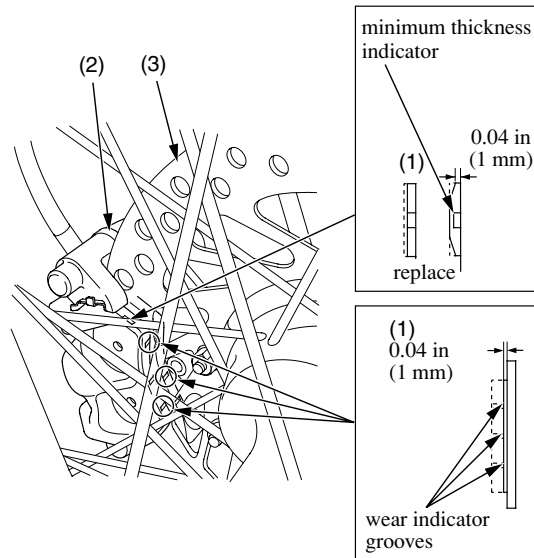 (2)
(3)
minimum thickness
indicator
(1)
0.04 in
(1 mm)
replace
(1)
0.04 in
(1 mm)
wear indicator
grooves